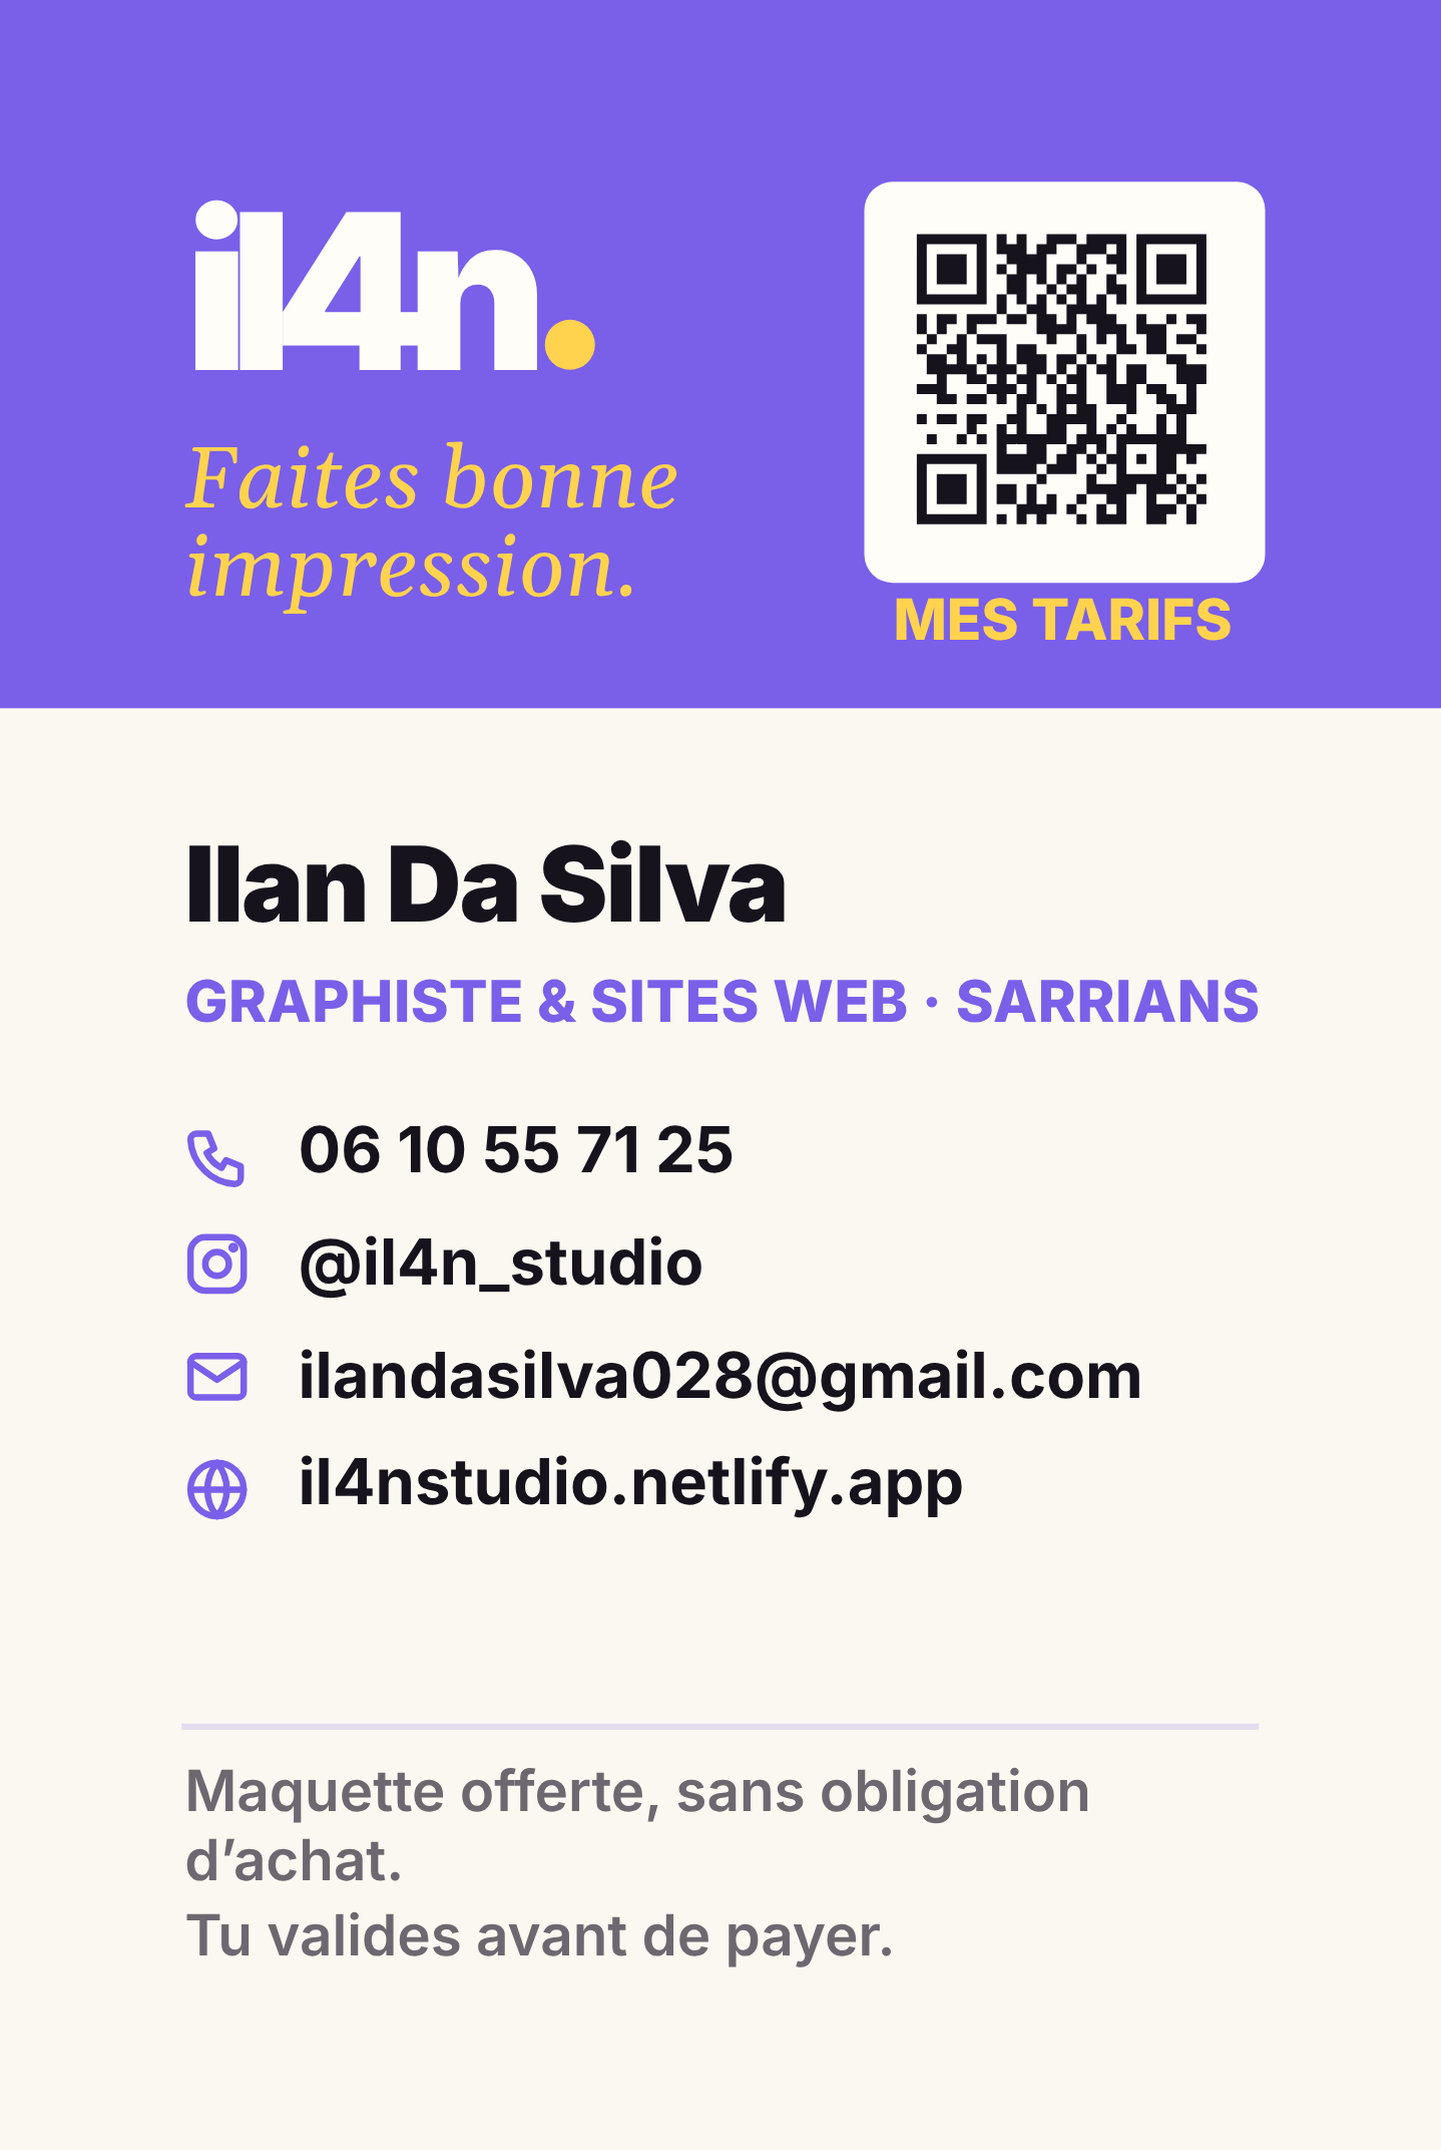 il4n.
Faites bonne
impression.
MES TARIFS
Ilan Da Silva
GRAPHISTE & SITES WEB · SARRIANS
06 10 55 71 25
@il4n_studio
ilandasilva028@gmail.com
il4nstudio.netlify.app
Maquette offerte, sans obligation
d’achat.
Tu valides avant de payer.